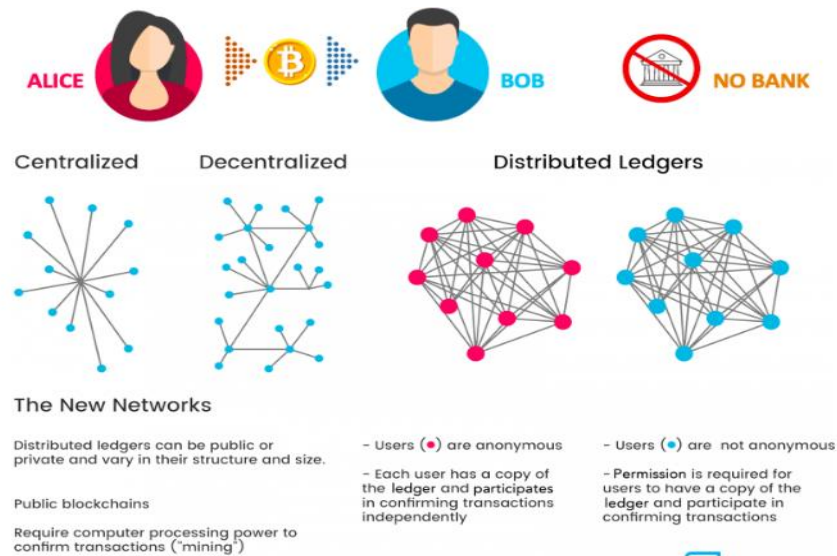 ALICE
BOB
NO BANK
Centralized
Decentralized
Distributed Ledgers
The New Networks
Distributed ledgers can be public or
private and vary in their structure and size.
Public blockchains
Require computer processing power to
confirm transactions ("mining")
- Users (●) are anonymous
- Each user has a copy of
the ledger and participates
in confirming transactions
independently
- Users (●) are not anonymous
- Permission is required for
users to have a copy of the
ledger and participate in
confirming transactions